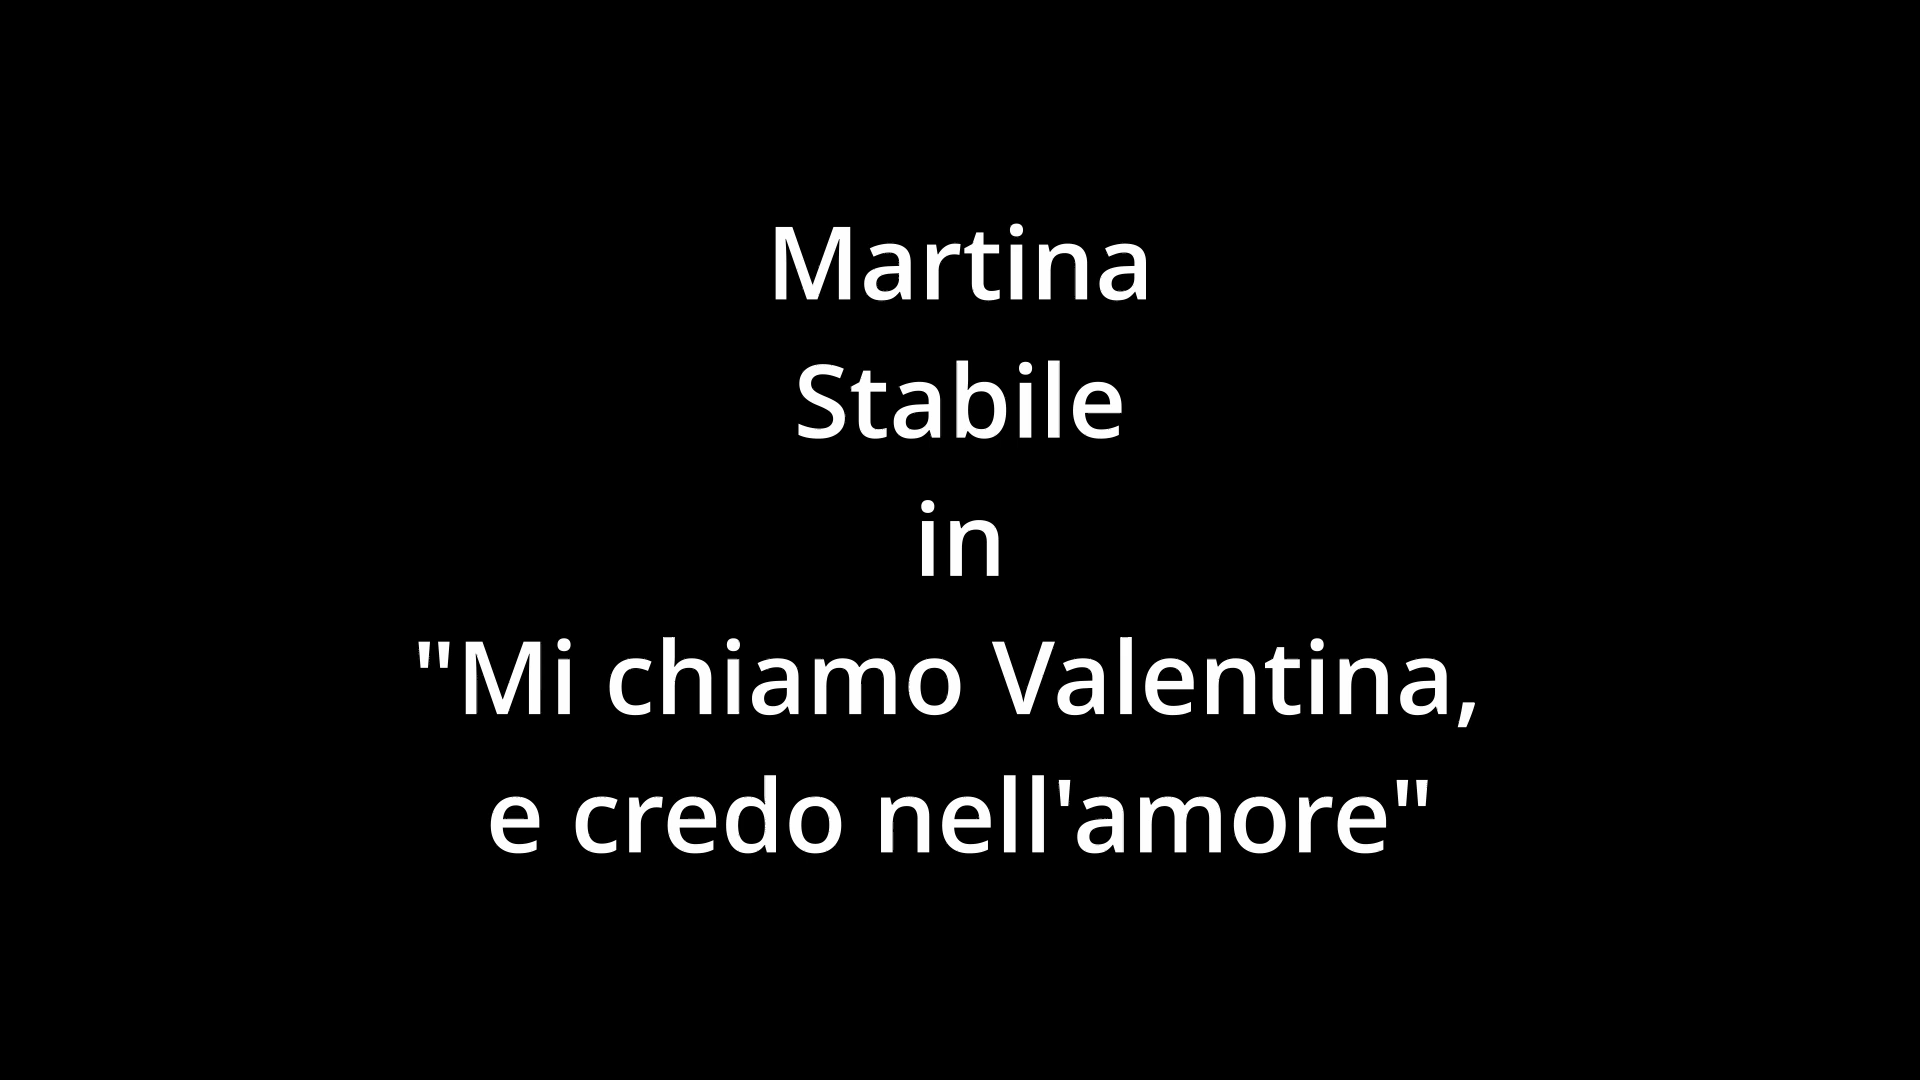 Martina
Stabile
in
"Mi chiamo Valentina,
e credo nell'amore"